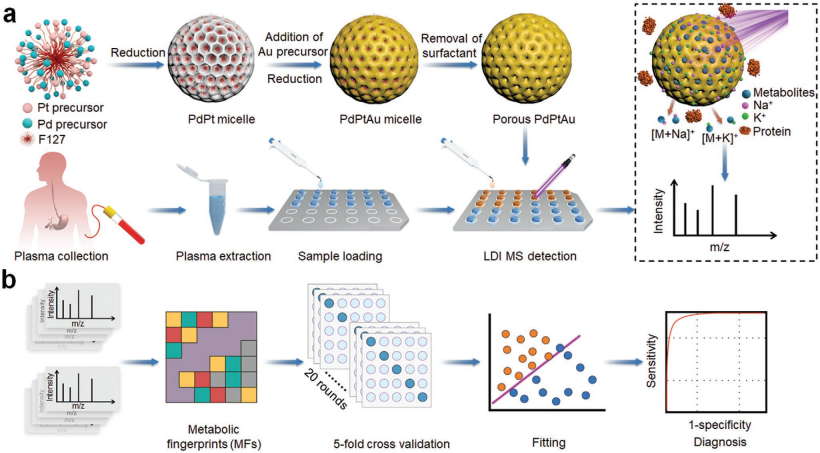 a
Reduction
Addition of
Au precursor
Reduction
Removal of
surfactant
PdPt micelle
PdPtAu micelle
Porous PdPtAu
Pt precursor
Pd precursor
F127
Metabolites
Na⁺
K⁺
Protein
[M+Na]⁺
[M+K]⁺
Intensity
m/z
Plasma collection
Plasma extraction
Sample loading
LDI MS detection
b
Intensity
m/z
Intensity
m/z
20 rounds
Metabolic
fingerprints (MFs)
5-fold cross validation
Fitting
Sensitivity
1-specificity
Diagnosis